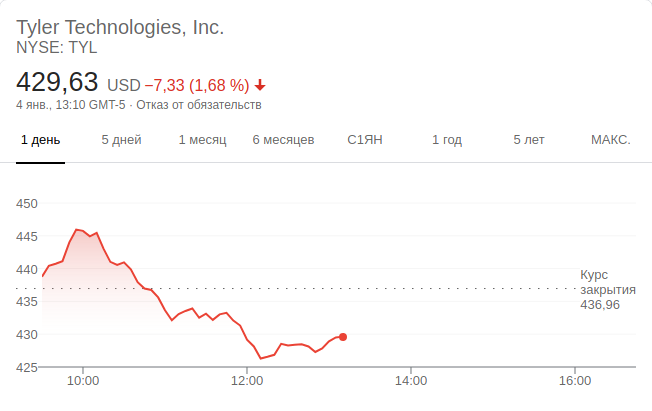 Tyler Technologies, Inc.
NYSE: TYL
429,63 USD −7,33 (1,68 %)
4 янв., 13:10 GMT-5 · Отказ от обязательств
1 день 5 дней 1 месяц 6 месяцев С1ЯН 1 год 5 лет МАКС.
450
445
440
435
430
425
Курс
закрытия
436,96
10:00 12:00 14:00 16:00